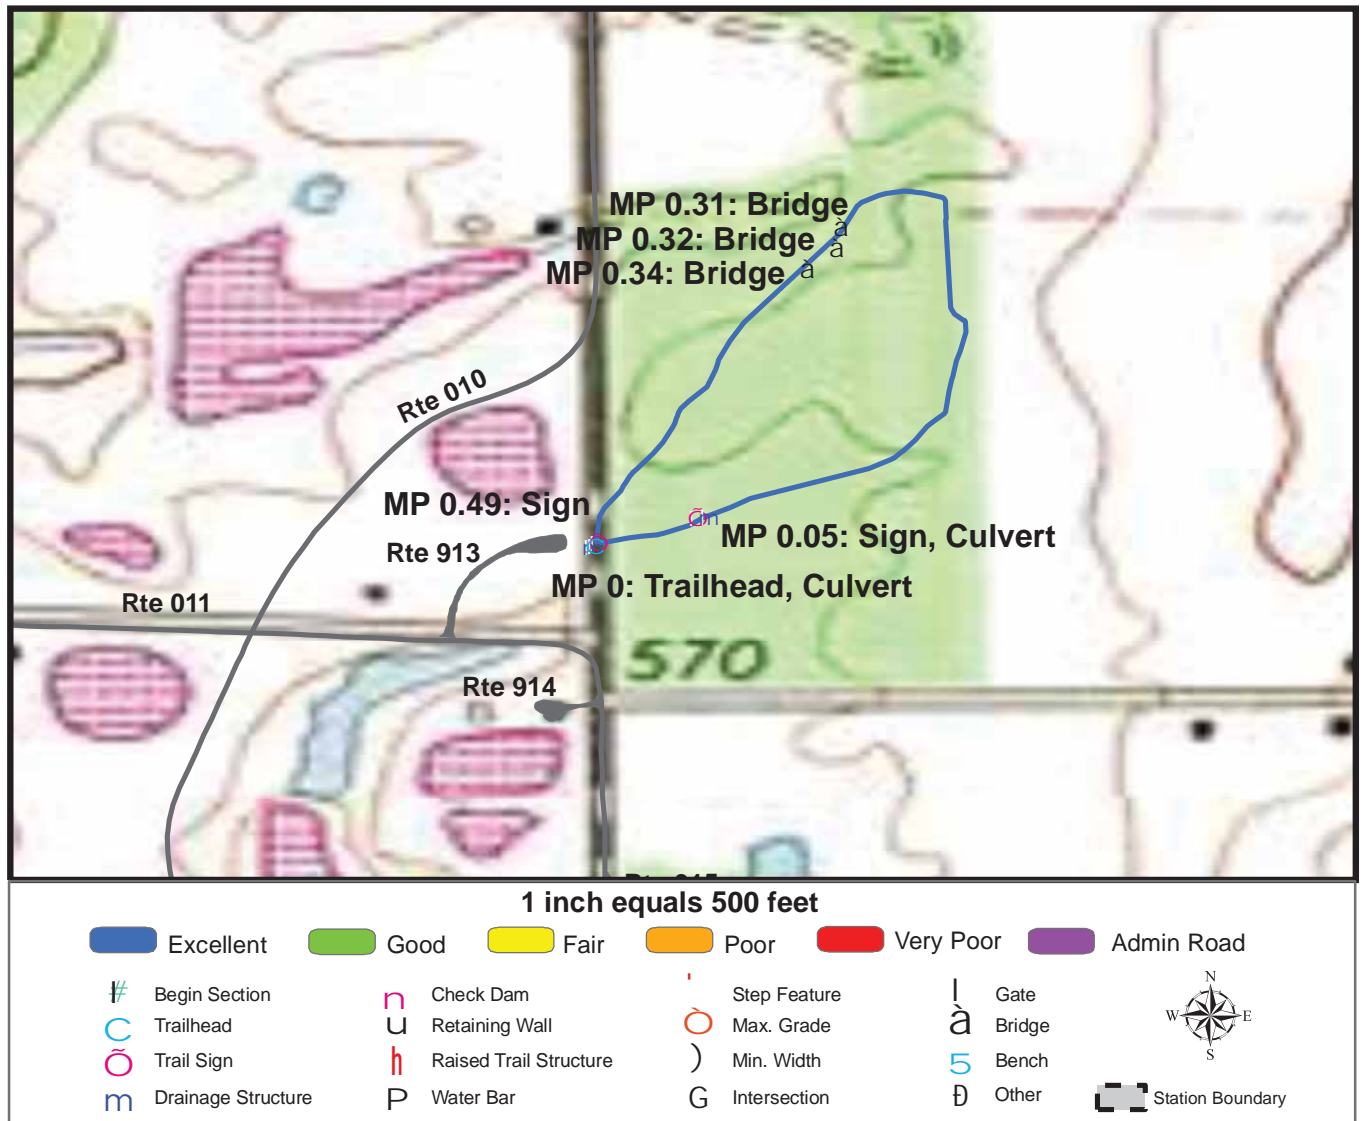 MP 0.31: Bridge
à
MP 0.32: Bridge
à
MP 0.34: Bridge
à
Rte 010
MP 0.49: Sign
MP 0.05: Sign, Culvert
Rte 913
MP 0: Trailhead, Culvert
Rte 011
570
Rte 914
1 inch equals 500 feet
Excellent
Good
Fair
Poor
Very Poor
Admin Road
Begin Section
C Trailhead
Õ Trail Sign
m Drainage Structure
n Check Dam
u Retaining Wall
h Raised Trail Structure
P Water Bar
' Step Feature
Ò Max. Grade
) Min. Width
G Intersection
Gate
à Bridge
5 Bench
Đ Other
N
W E
S
Station Boundary